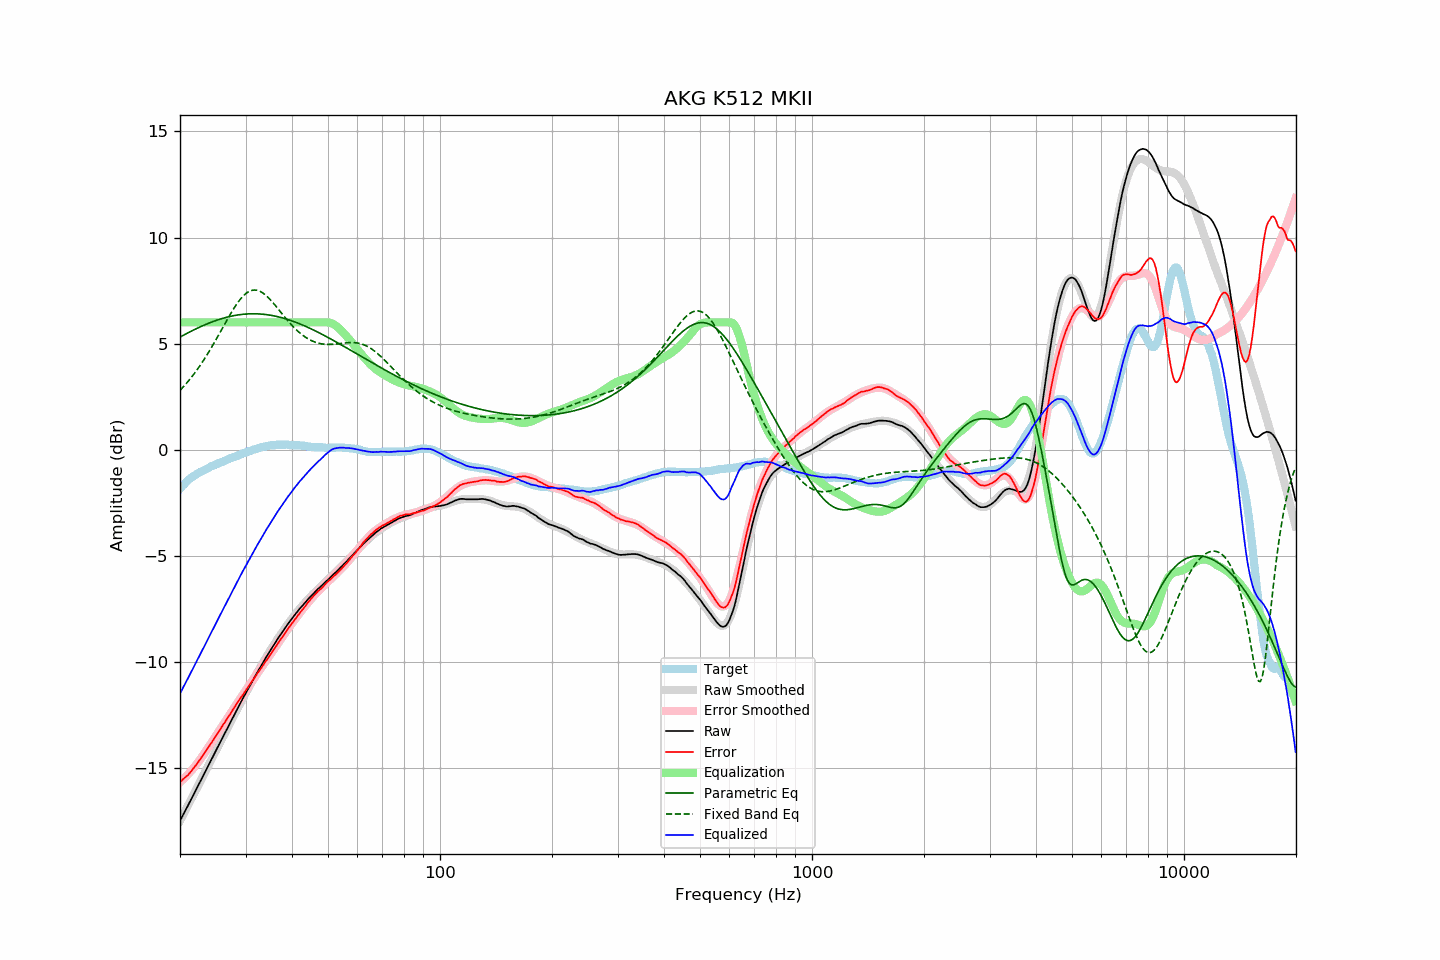 AKG K512 MKII
15
10
5
0
−5
−10
−15
Amplitude (dBr)
Target
Raw Smoothed
Error Smoothed
Raw
Error
Equalization
Parametric Eq
Fixed Band Eq
Equalized
100
1000
10000
Frequency (Hz)